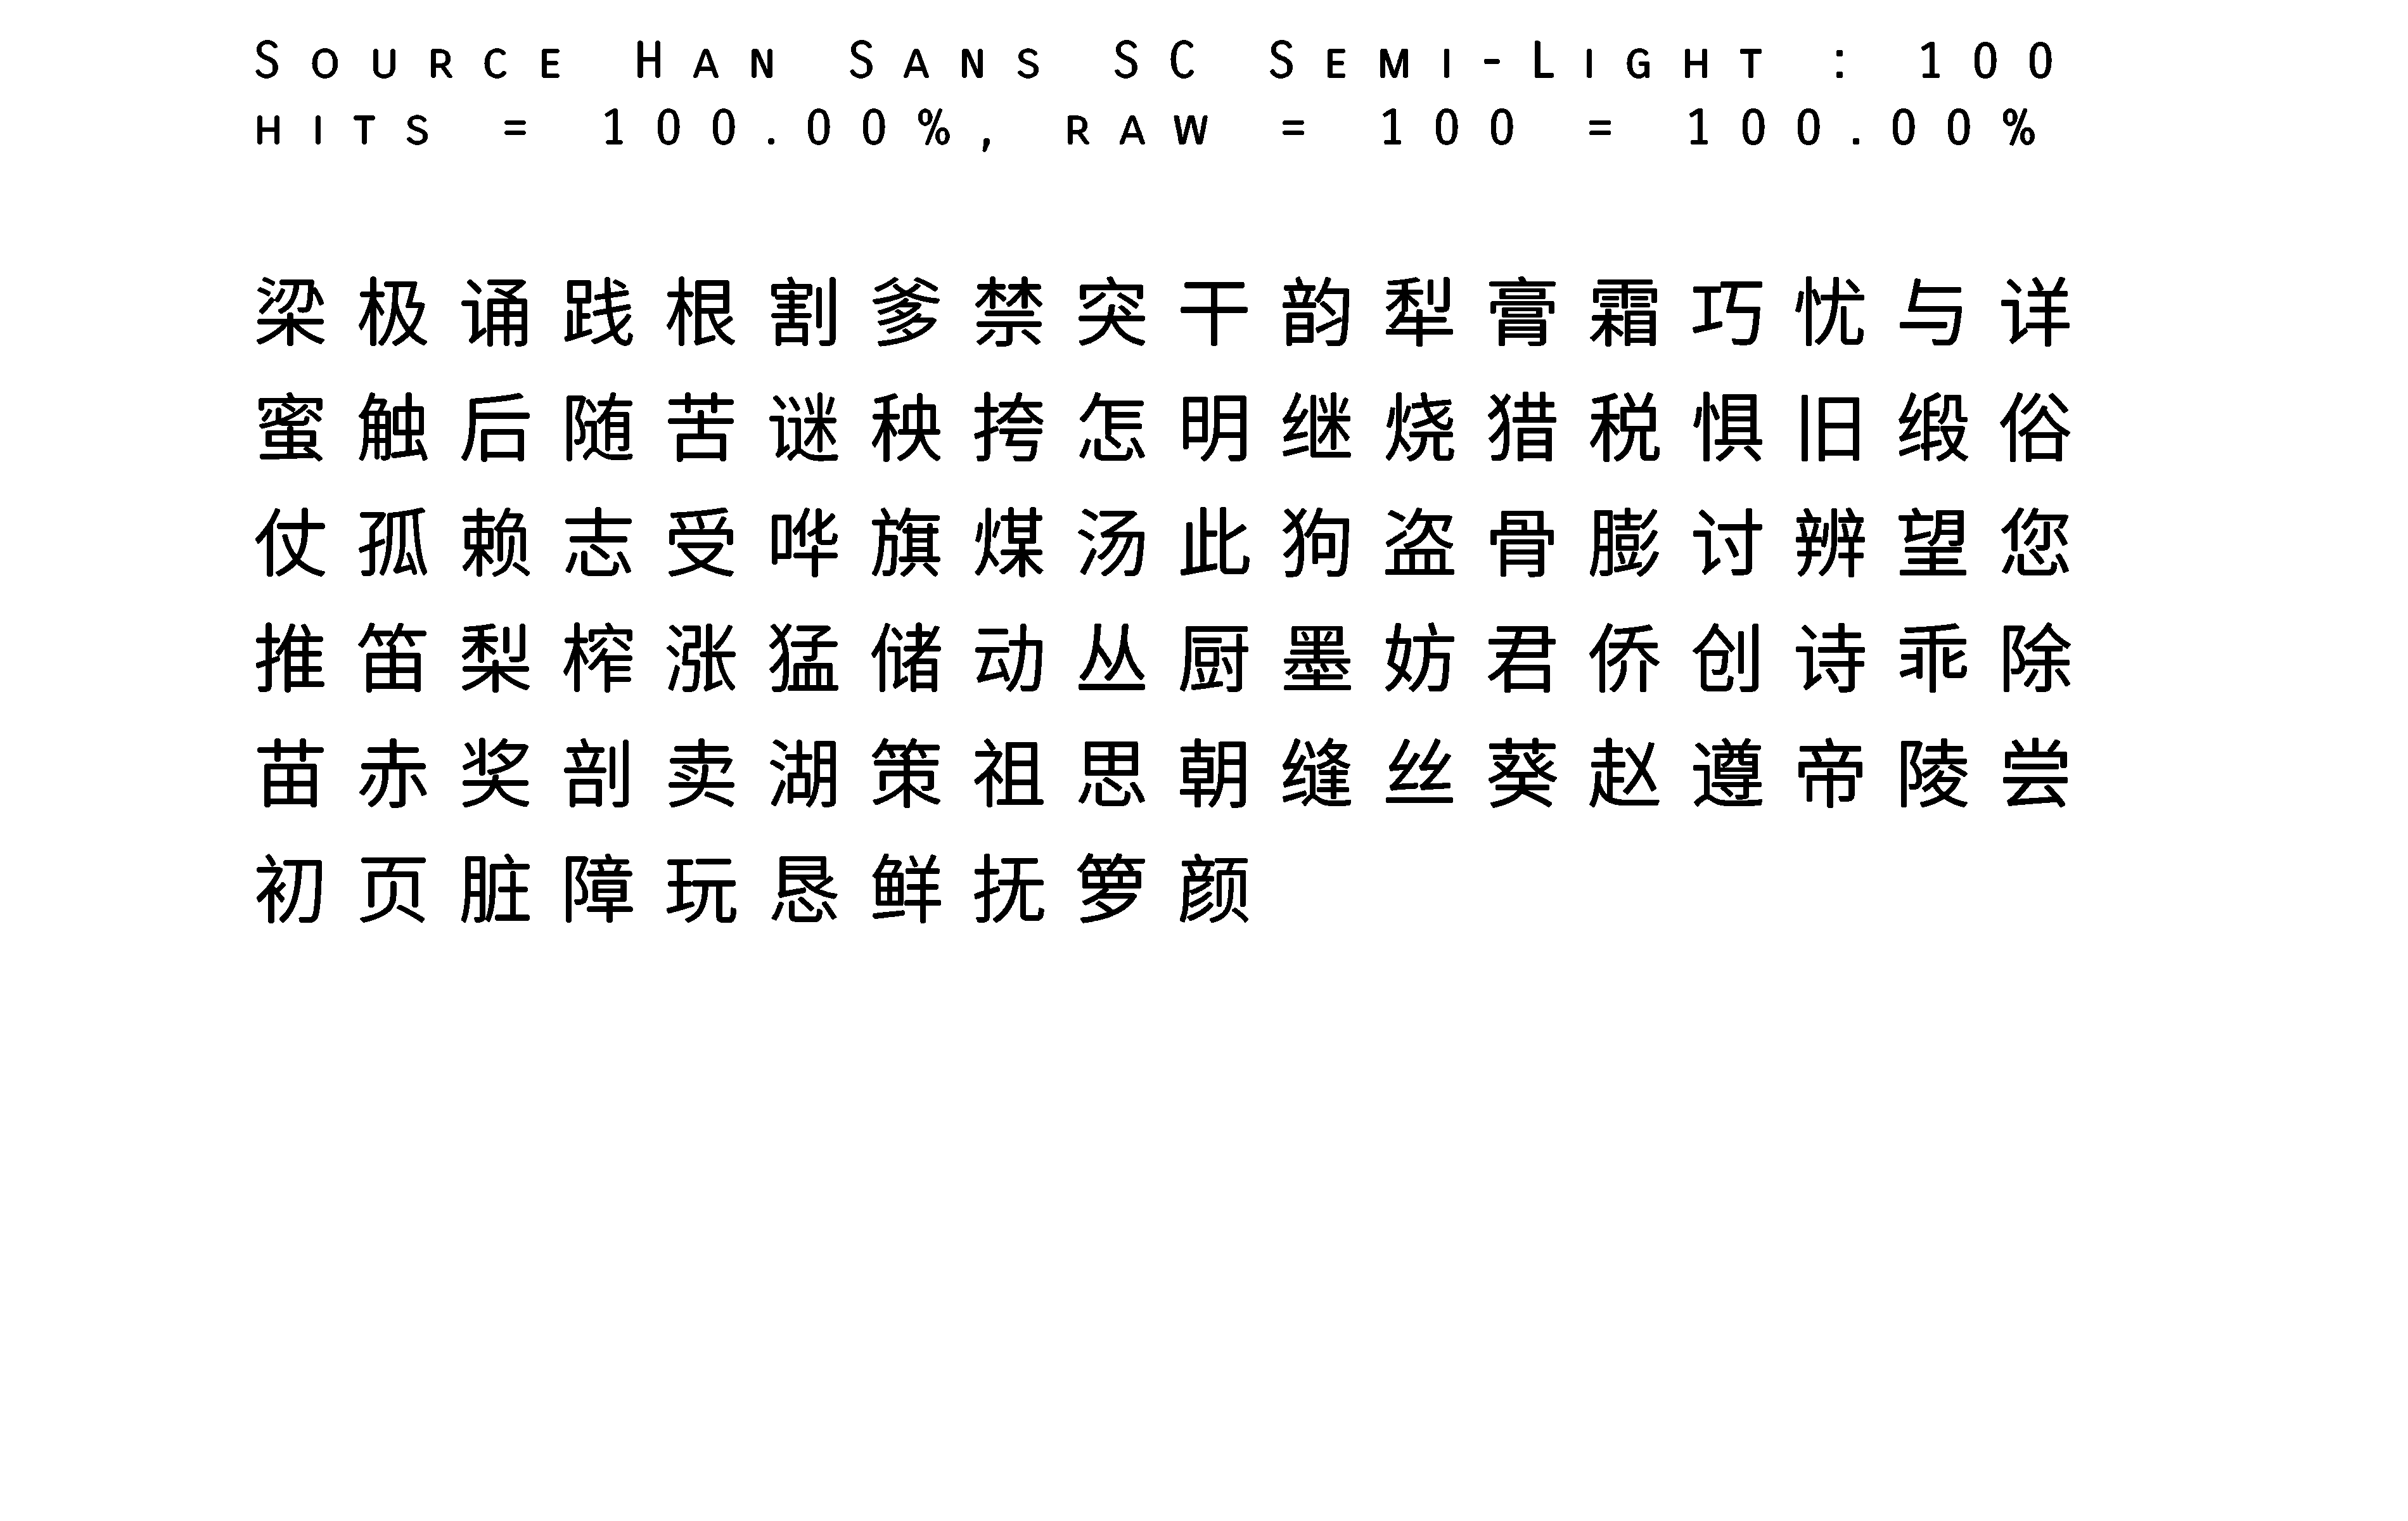 Source Han Sans SC Semi-Light : 100
hits = 100.00%, raw = 100 = 100.00%
梁极诵践根割爹禁突干韵犁膏霜巧忧与详
蜜触后随苦谜秧挎怎明继烧猎税惧旧缎俗
仗孤赖志受哗旗煤汤此狗盗骨膨讨辨望您
推笛梨榨涨猛储动丛厨墨妨君侨创诗乖除
苗赤奖剖卖湖策祖思朝缝丝葵赵遵帝陵尝
初页脏障玩恳鲜抚箩颜